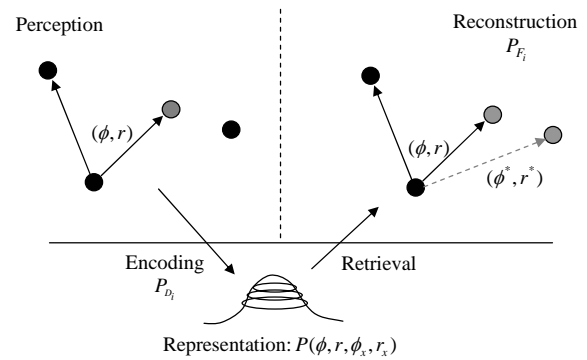 Perception
(ϕ, r)
Reconstruction
P_{F_i}
(ϕ, r)
(ϕ*, r*)
Encoding
P_{D_i}
Retrieval
Representation: P(ϕ, r, ϕ_x, r_x)